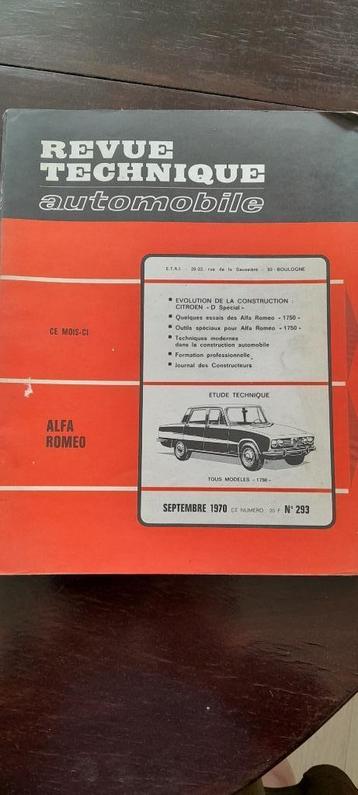 REVUE
TECHNIQUE
automobile
E.T.A.I. - 20-22, rue de la Saussière - 92-BOULOGNE
CE MOIS-CI
■ EVOLUTION DE LA CONSTRUCTION :
CITROEN « D Spécial »
■ Quelques essais des Alfa Romeo « 1750 »
■ Outils spéciaux pour Alfa Romeo « 1750 »
■ Techniques modernes
dans la construction automobile
■ Formation professionnelle
■ Journal des Constructeurs
ALFA
ROMEO
ETUDE TECHNIQUE
TOUS MODELES « 1750 »
SEPTEMBRE 1970 CE NUMERO : 20 F N° 293